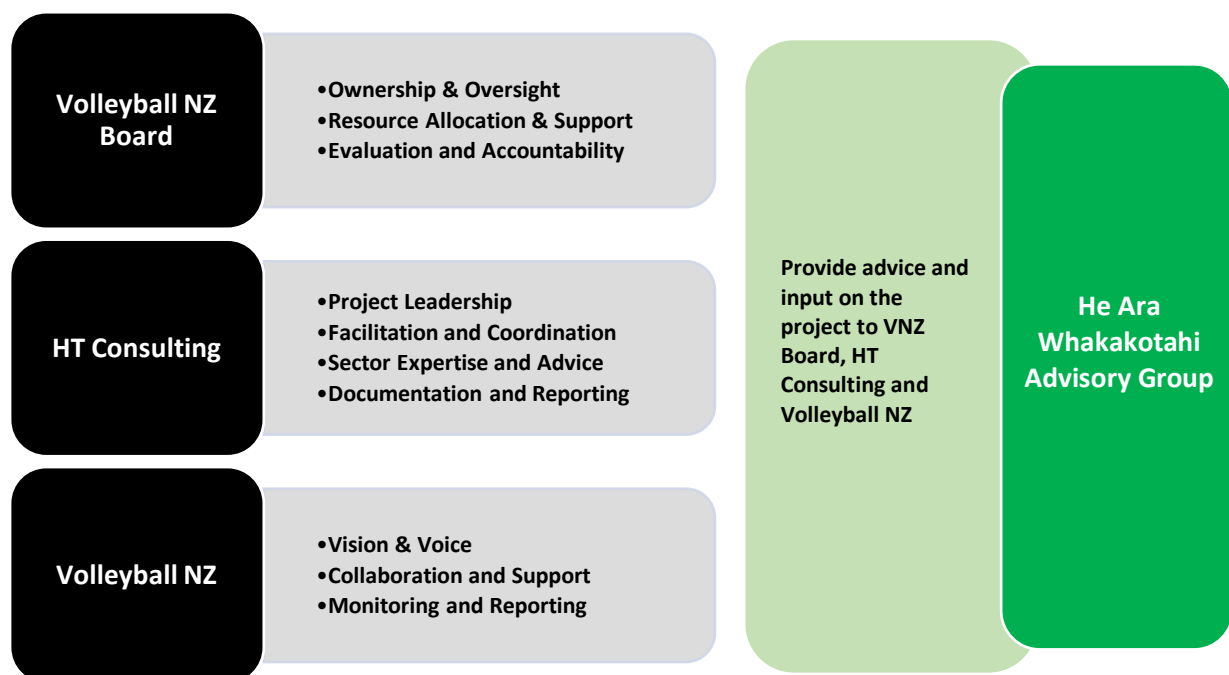 Volleyball NZ
Board
•Ownership & Oversight
•Resource Allocation & Support
•Evaluation and Accountability
HT Consulting
•Project Leadership
•Facilitation and Coordination
•Sector Expertise and Advice
•Documentation and Reporting
Volleyball NZ
•Vision & Voice
•Collaboration and Support
•Monitoring and Reporting
Provide advice and
input on the
project to VNZ
Board, HT
Consulting and
Volleyball NZ
He Ara
Whakakotahi
Advisory Group